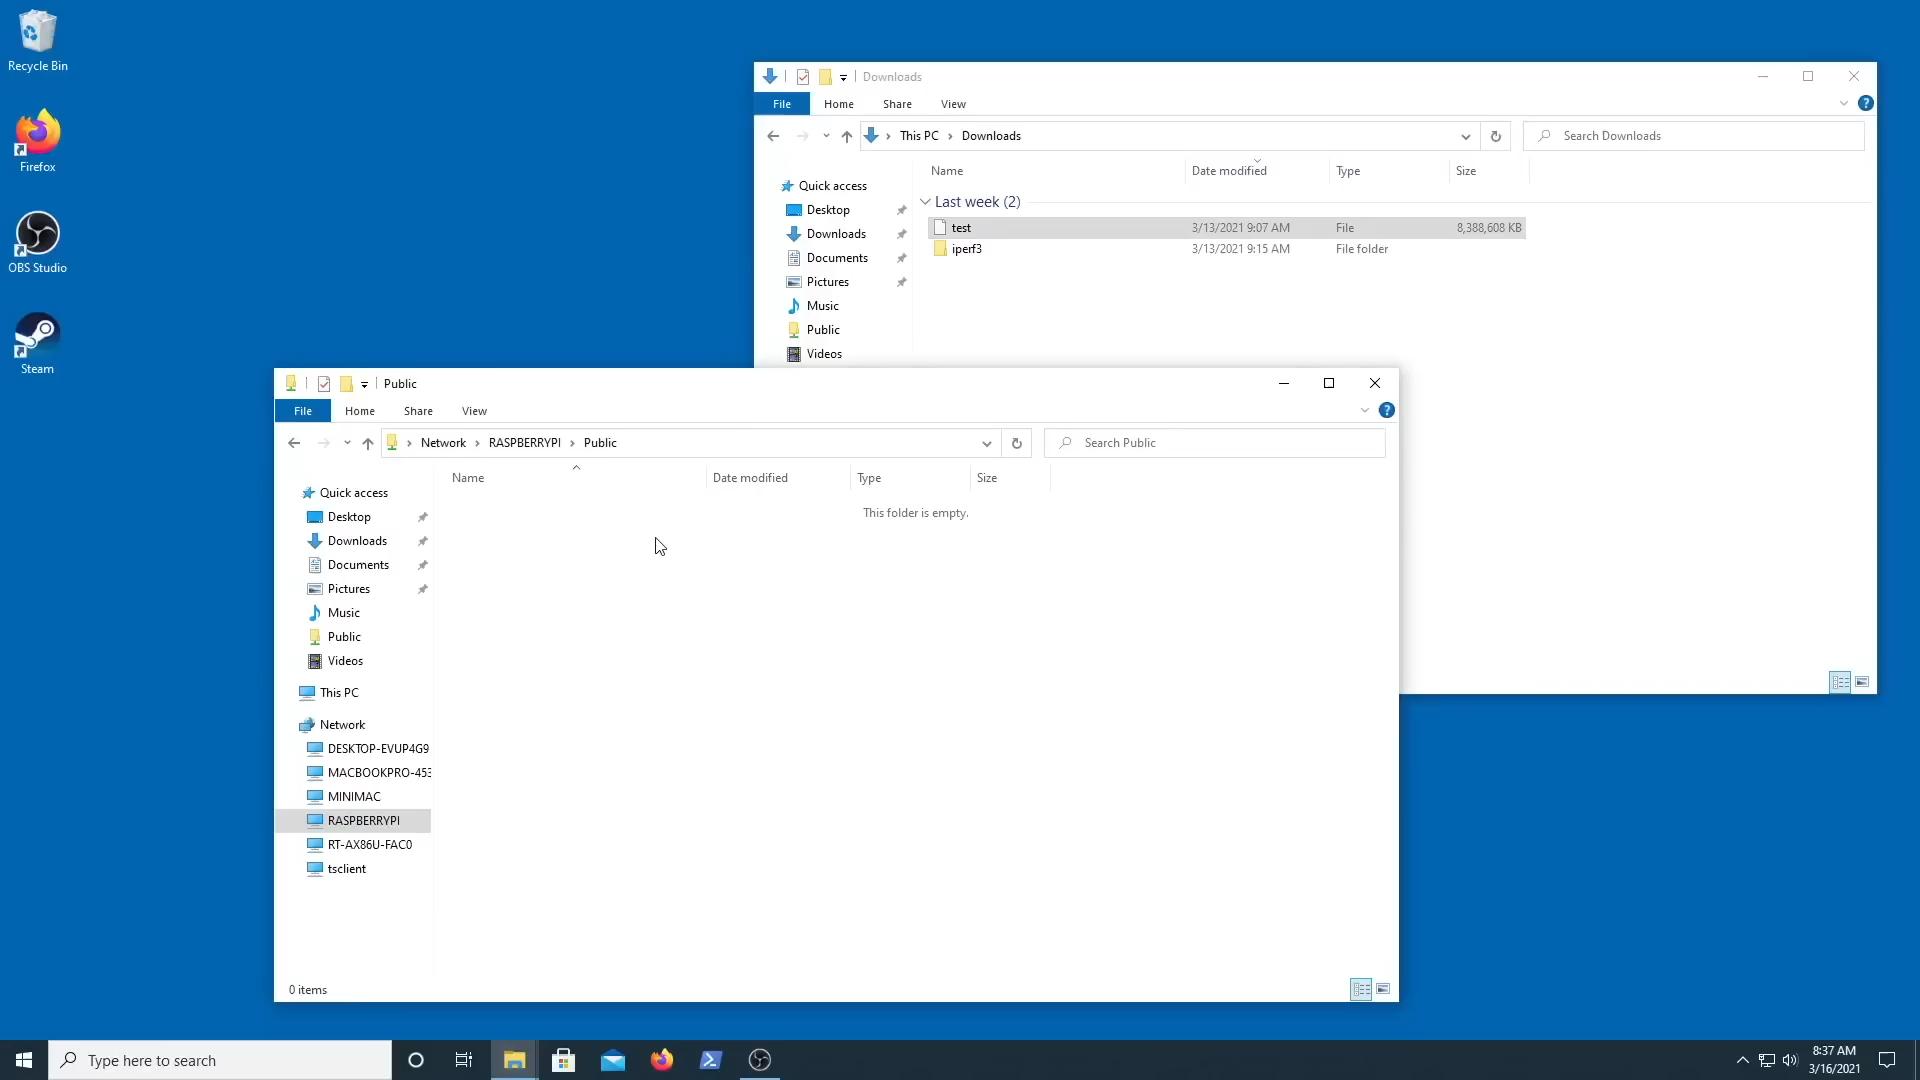 Recycle Bin
Firefox
OBS Studio
Steam
Downloads
File Home Share View
This PC Downloads
Search Downloads
Name Date modified Type Size
Quick access
Desktop
Downloads
Documents
Pictures
Music
Public
Videos
Last week (2)
test 3/13/2021 9:07 AM File 8,388,608 KB
iperf3 3/13/2021 9:15 AM File folder
Public
File Home Share View
Network RASPBERRYPI Public
Search Public
Name Date modified Type Size
This folder is empty.
Quick access
Desktop
Downloads
Documents
Pictures
Music
Public
Videos
This PC
Network
DESKTOP-EVUP4G9
MACBOOKPRO-453
MINIMAC
RASPBERRYPI
RT-AX86U-FAC0
tsclient
0 items
Type here to search
8:37 AM
3/16/2021